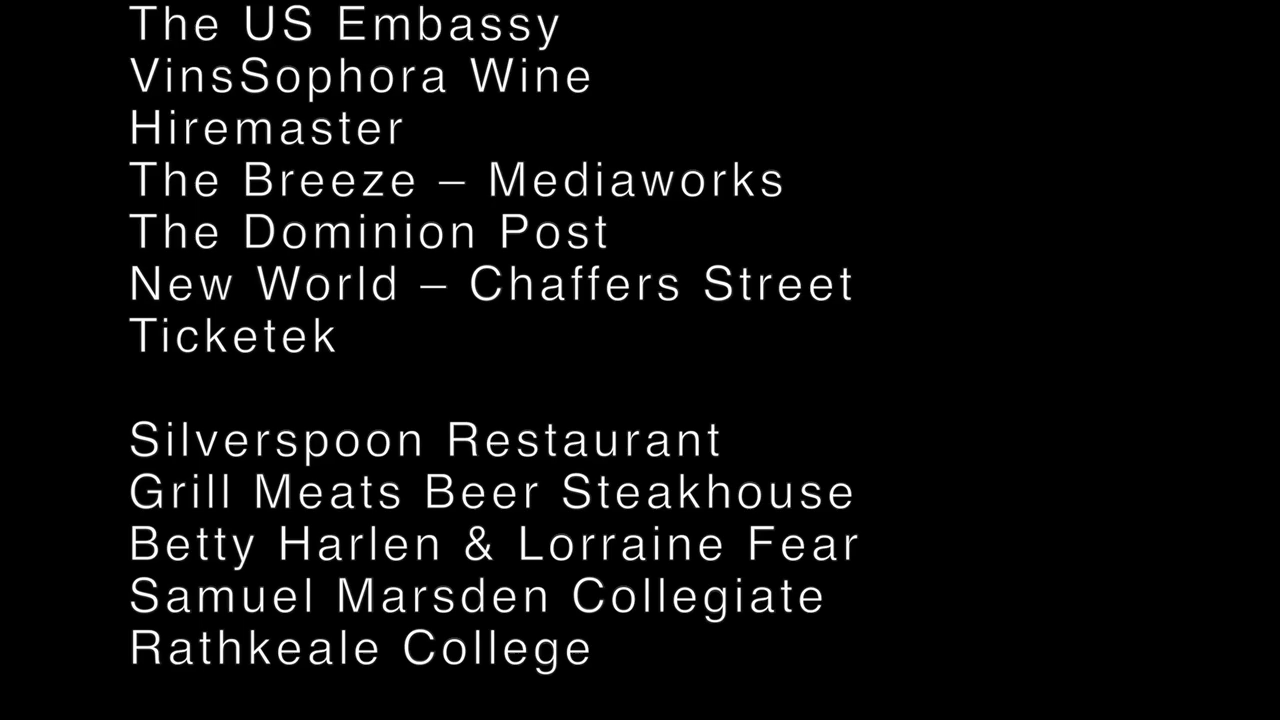 The US Embassy
VinsSophora Wine
Hiremaster
The Breeze – Mediaworks
The Dominion Post
New World – Chaffers Street
Ticketek
Silverspoon Restaurant
Grill Meats Beer Steakhouse
Betty Harlen & Lorraine Fear
Samuel Marsden Collegiate
Rathkeale College